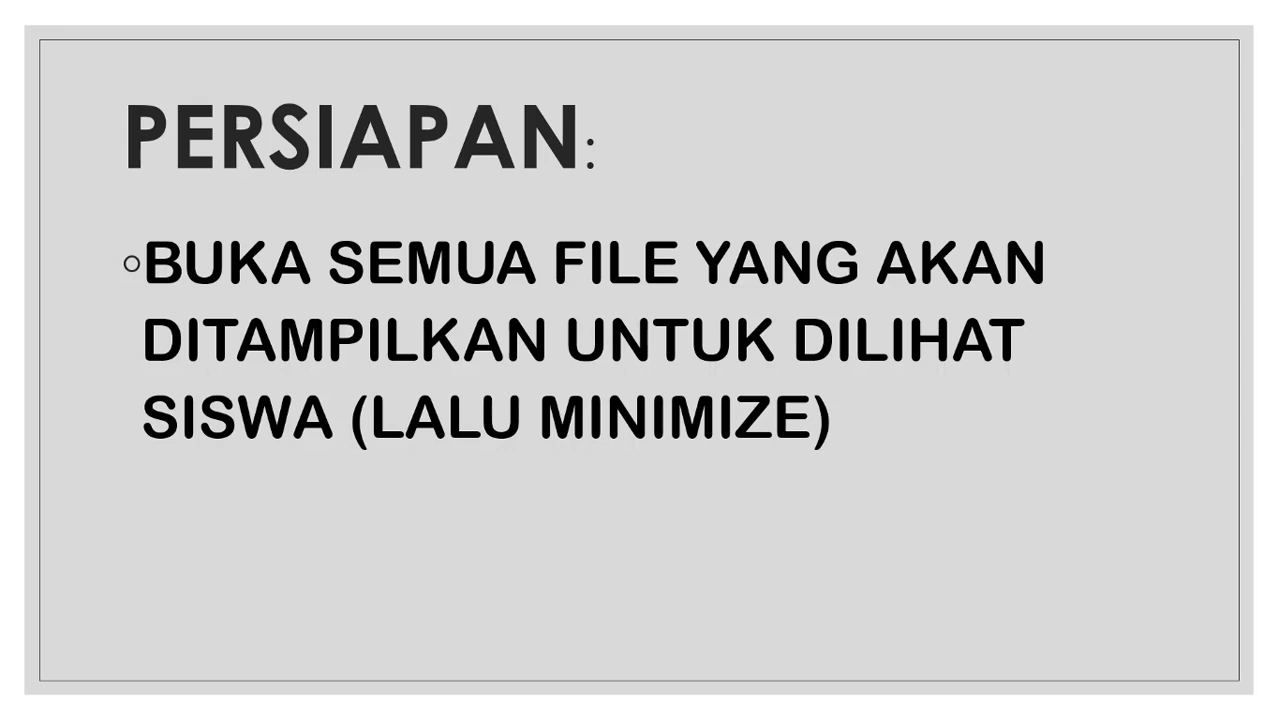 PERSIAPAN:
◦BUKA SEMUA FILE YANG AKAN
DITAMPILKAN UNTUK DILIHAT
SISWA (LALU MINIMIZE)